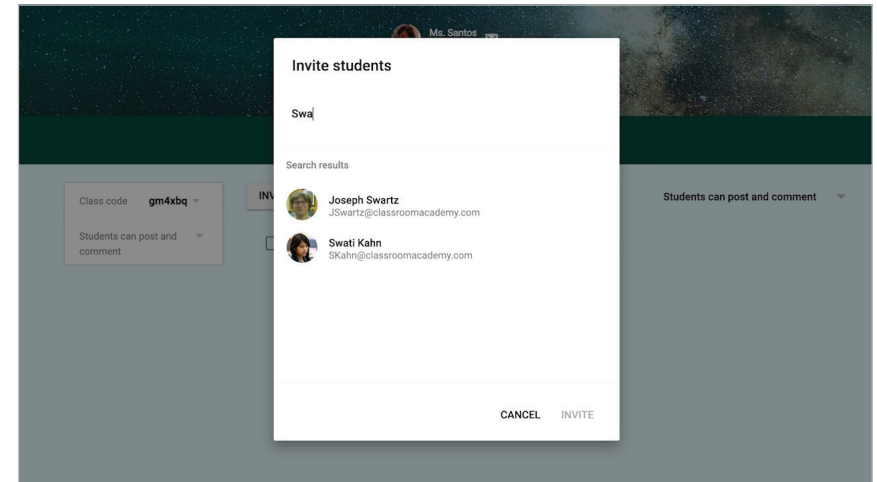 Ms. Santos
Invite students
Swa
Search results
Class code gm4xbq
INV
Joseph Swartz
JSwartz@classroomacademy.com
Students can post and comment
Students can post and
comment
Swati Kahn
SKahn@classroomacademy.com
CANCEL INVITE